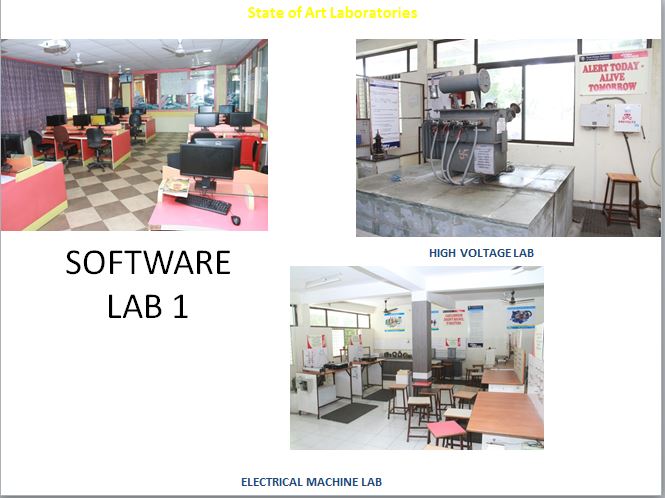 State of Art Laboratories
ALERT TODAY -
ALIVE
TOMORROW
HIGH VOLTAGE LAB
SOFTWARE
LAB 1
ELECTRICAL MACHINE LAB